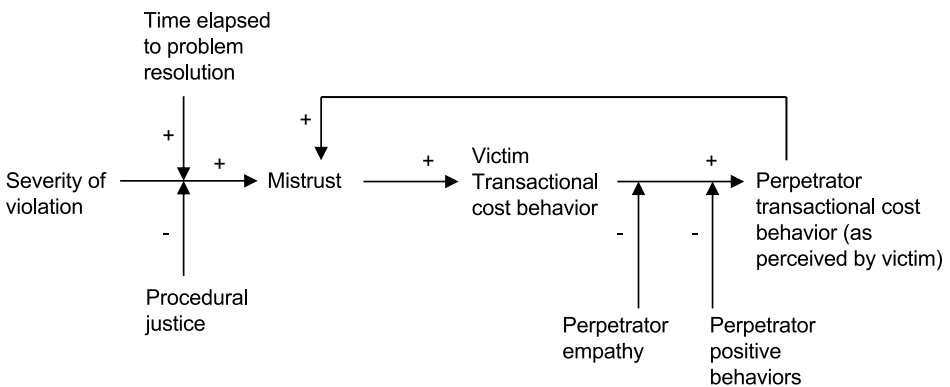 Time elapsed
to problem
resolution
+
+
+
+
+
Severity of
violation
Mistrust
Victim
Transactional
cost behavior
Perpetrator
transactional cost
behavior (as
perceived by victim)
-
-
-
Procedural
justice
Perpetrator
empathy
Perpetrator
positive
behaviors